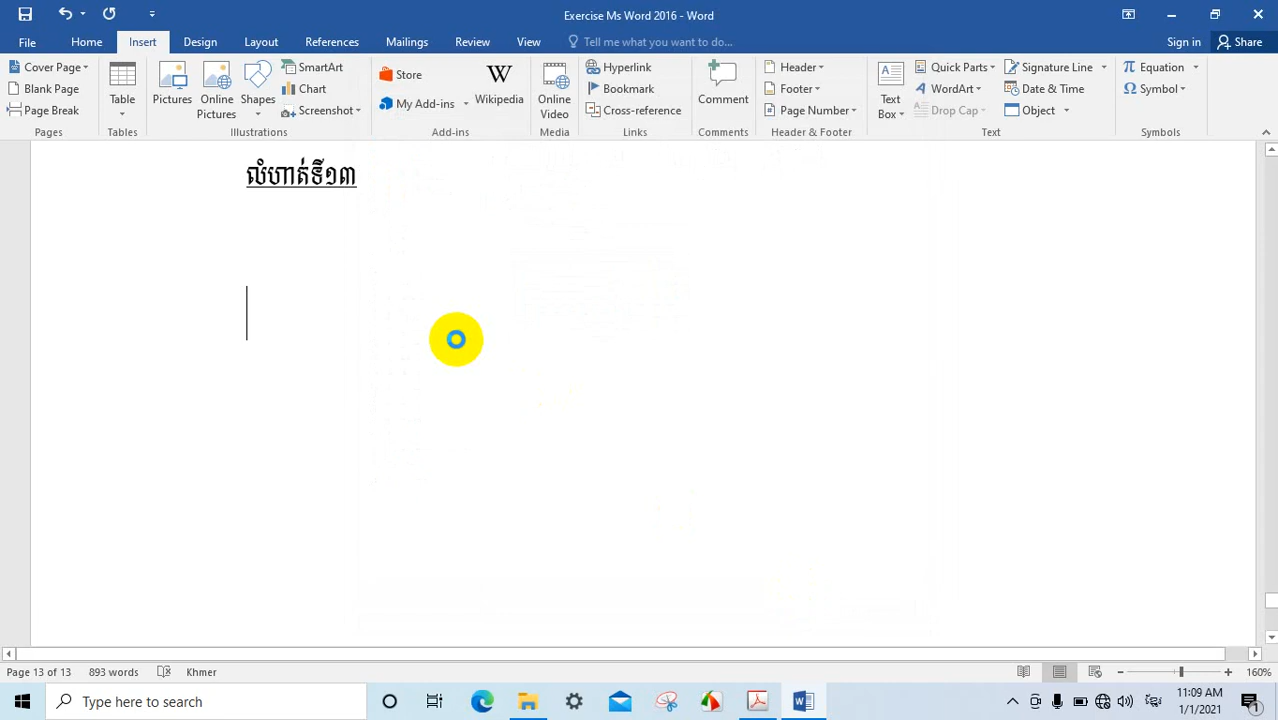 Exercise Ms Word 2016 - Word
File Home Insert Design Layout References Mailings Review View Tell me what you want to do... Sign in Share
Cover Page
Blank Page
Page Break
Pages
Table
Tables
Pictures
Online
Pictures
Shapes
SmartArt
Chart
Screenshot
Illustrations
Store
My Add-ins
W
Wikipedia
Add-ins
Online
Video
Media
Hyperlink
Bookmark
Cross-reference
Links
Comment
Comments
Header
Footer
Page Number
Header & Footer
A
Text
Box
Quick Parts
WordArt
Drop Cap
Signature Line
Date & Time
Object
Text
π Equation
Ω Symbol
Symbols
លំហាត់ទី១៣
Page 13 of 13 893 words Khmer 160%
Type here to search
11:09 AM
1/1/2021
1